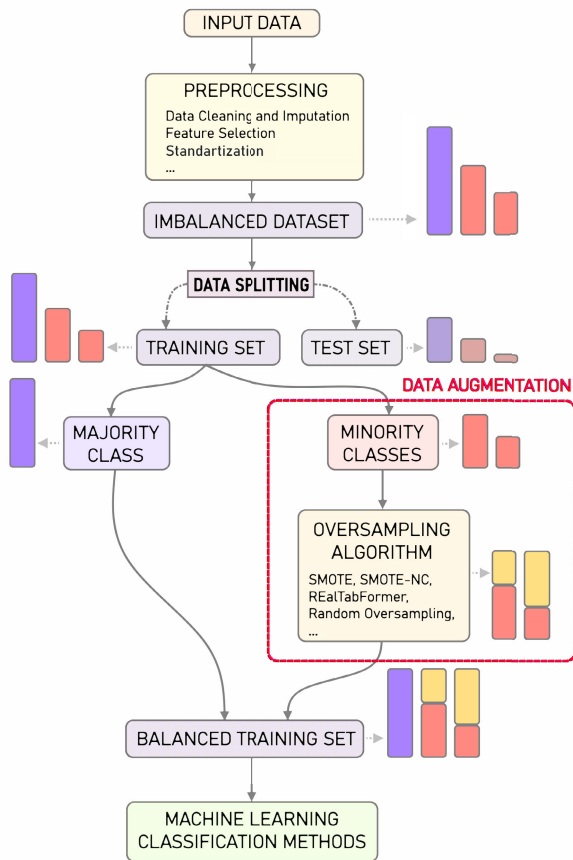 INPUT DATA
PREPROCESSING
Data Cleaning and Imputation
Feature Selection
Standartization
...
IMBALANCED DATASET
DATA SPLITTING
TRAINING SET
TEST SET
DATA AUGMENTATION
MAJORITY
CLASS
MINORITY
CLASSES
OVERSAMPLING
ALGORITHM
SMOTE, SMOTE-NC,
REalTabFormer,
Random Oversampling,
...
BALANCED TRAINING SET
MACHINE LEARNING
CLASSIFICATION METHODS